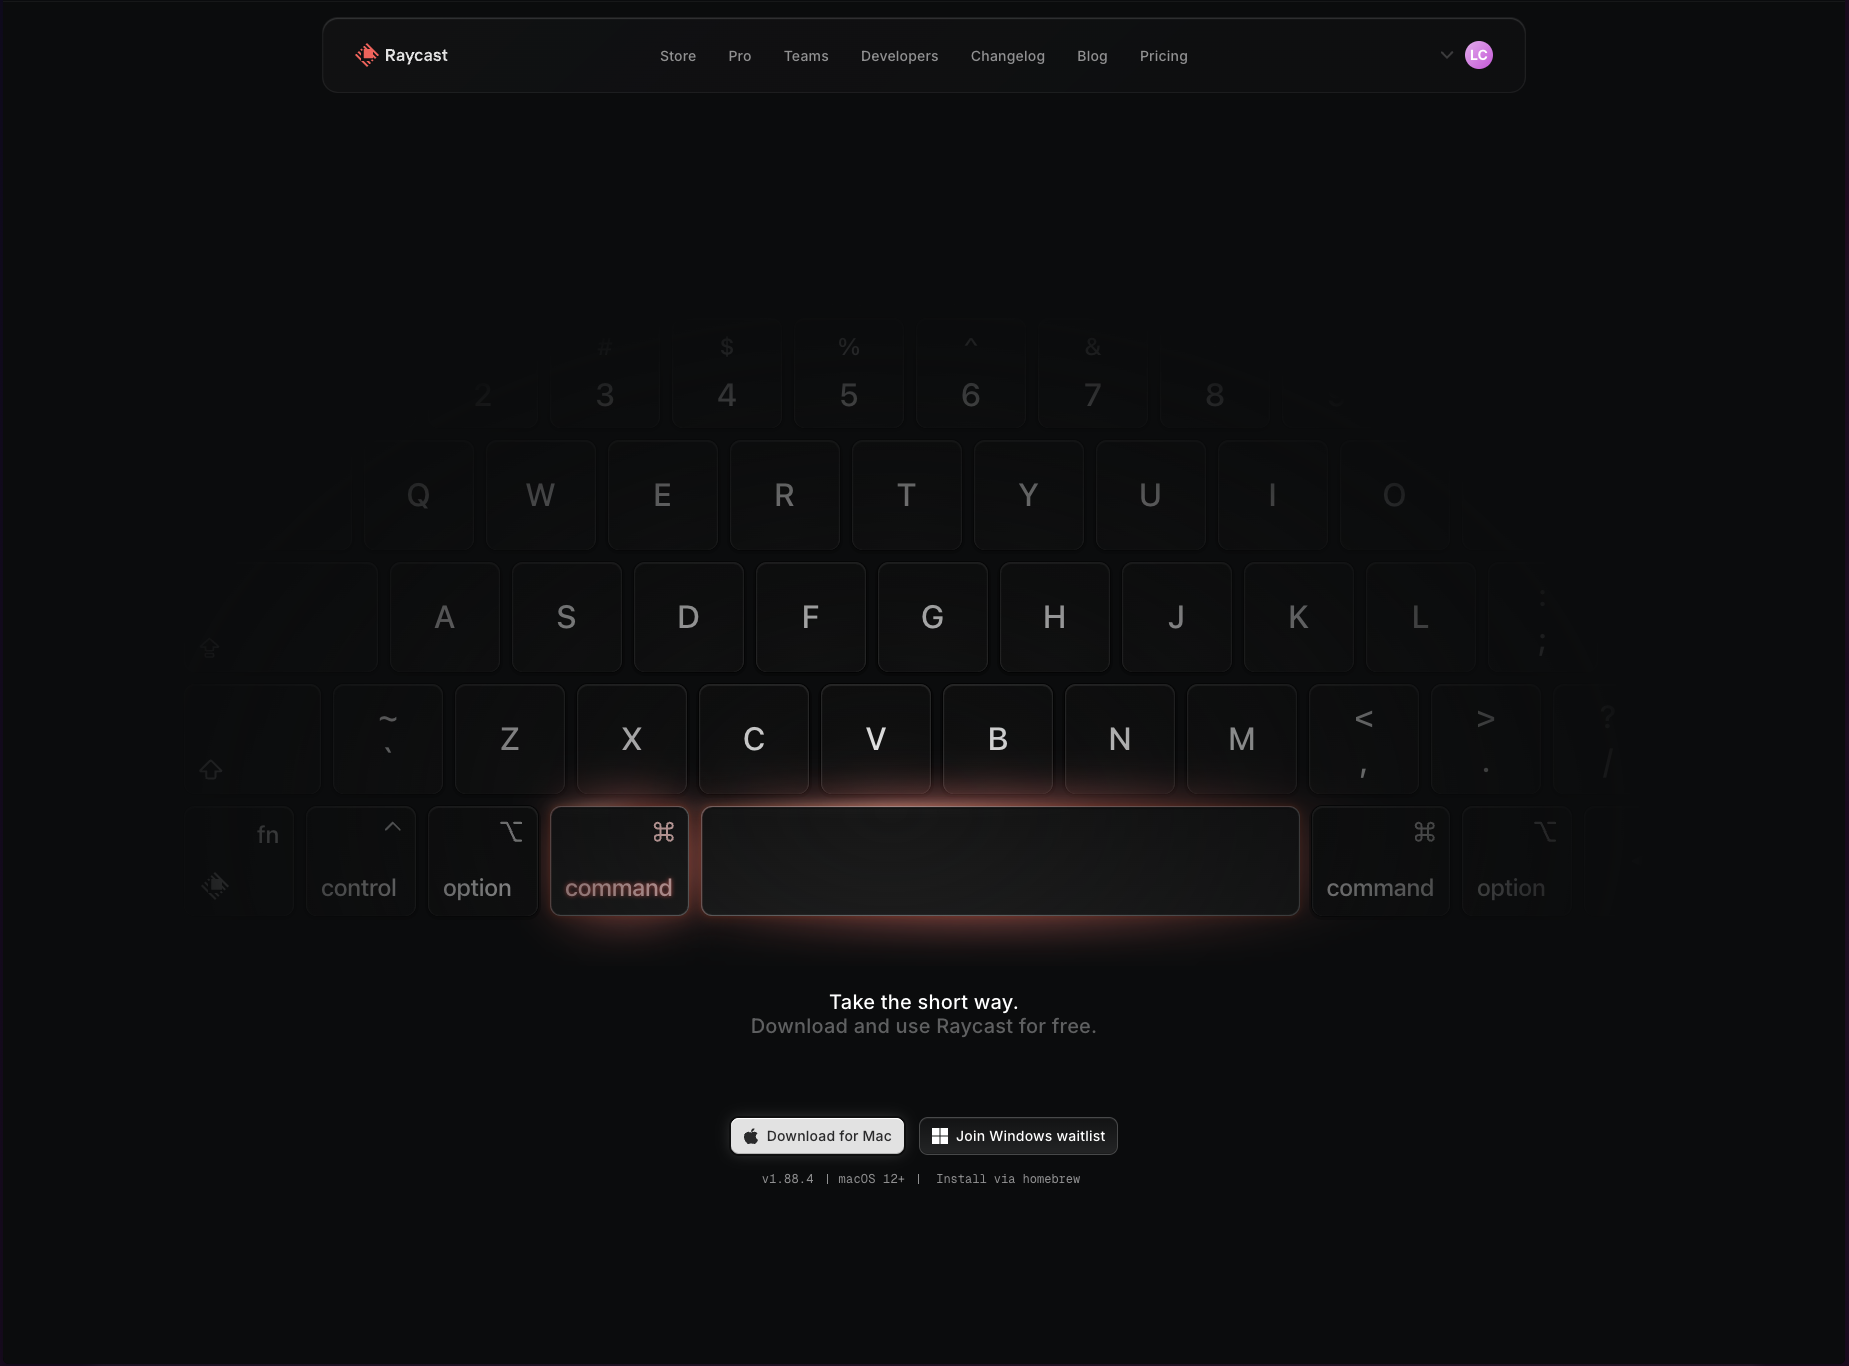 Raycast
Store Pro Teams Developers Changelog Blog Pricing
LC
# $ % ^ &
2 3 4 5 6 7 8
Q W E R T Y U I O
A S D F G H J K L : ;
~ ` Z X C V B N M < , > . ? /
fn ^ ⌥ ⌘ ⌘ ⌥
control option command command option
Take the short way.
Download and use Raycast for free.
Download for Mac Join Windows waitlist
v1.88.4 | macOS 12+ | Install via homebrew